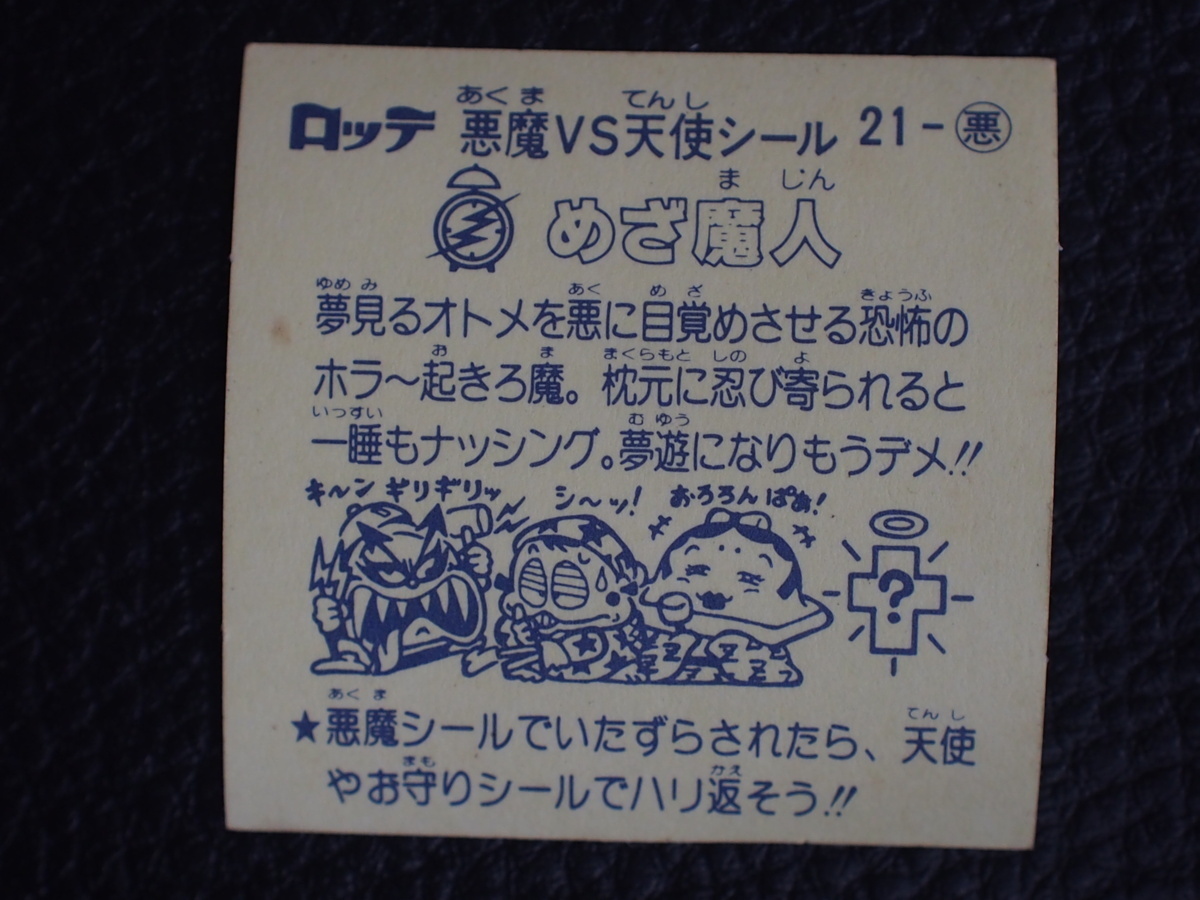 ロッテ 悪魔VS天使シール 21-悪
あくま てんし
めざ魔人
まじん
夢見るオトメを悪に目覚めさせる恐怖の
ゆめみ あく めざ きょうふ
ホラ〜起きろ魔。枕元に忍び寄られると
お ま まくらもと しの よ
一睡もナッシング。夢遊になりもうデメ!!
いっすい むゆう
キ〜ン ギリギリッ シ〜ッ! おろろん ぱぁ!
?
★悪魔シールでいたずらされたら、天使
あくま てんし
やお守りシールでハリ返そう!!
まも かえ